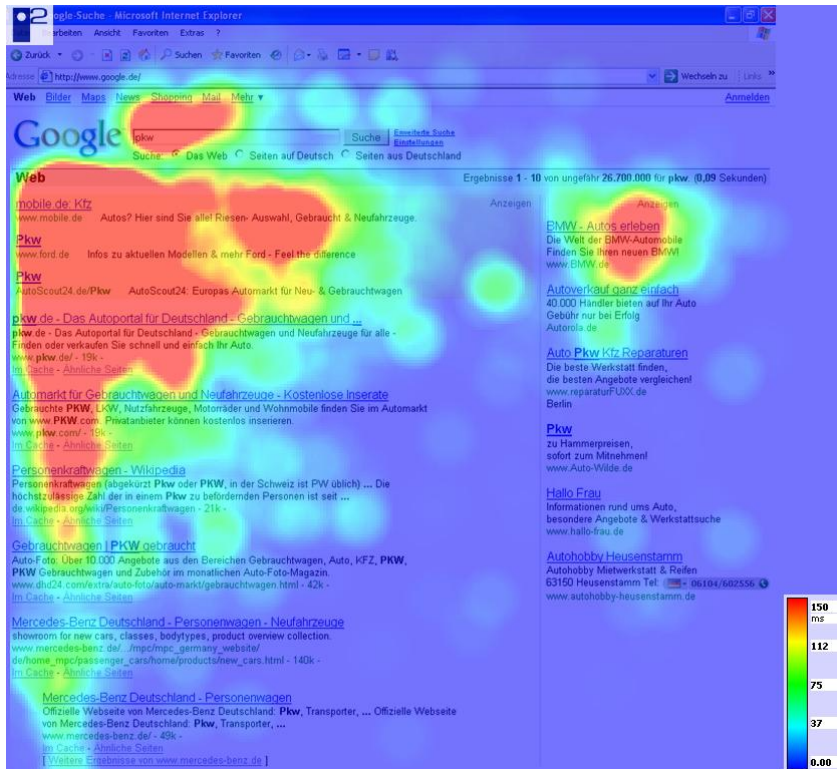 ogle-Suche - Microsoft Internet Explorer
Bearbeiten Ansicht Favoriten Extras ?
Zurück Suchen Favoriten
Adresse http://www.google.de/ Wechseln zu Links »
Web Bilder Maps News Shopping Mail Mehr ▼ Anmelden
Google pkw Suche Erweiterte Suche
Einstellungen
Suche: Das Web Seiten auf Deutsch Seiten aus Deutschland
Web Ergebnisse 1 - 10 von ungefähr 26.700.000 für pkw. (0,09 Sekunden)
mobile.de: Kfz
www.mobile.de Autos? Hier sind Sie alle! Riesen- Auswahl, Gebraucht & Neufahrzeuge.
Anzeigen
Pkw
www.ford.de Infos zu aktuellen Modellen & mehr Ford - Feel the difference
Pkw
AutoScout24.de/Pkw AutoScout24: Europas Automarkt für Neu- & Gebrauchtwagen
pkw.de - Das Autoportal für Deutschland - Gebrauchtwagen und ...
pkw.de - Das Autoportal für Deutschland - Gebrauchtwagen und Neufahrzeuge für alle -
Finden oder verkaufen Sie schnell und einfach Ihr Auto.
www.pkw.de/ - 19k -
Im Cache - Ähnliche Seiten
Automarkt für Gebrauchtwagen und Neufahrzeuge - Kostenlose Inserate
Gebrauchte PKW, LKW, Nutzfahrzeuge, Motorräder und Wohnmobile finden Sie im Automarkt
von www.PKW.com. Privatanbieter können kostenlos inserieren.
www.pkw.com/ - 19k -
Im Cache - Ähnliche Seiten
Personenkraftwagen - Wikipedia
Personenkraftwagen (abgekürzt Pkw oder PKW, in der Schweiz ist PW üblich) ... Die
höchstzulässige Zahl der in einem Pkw zu befördernden Personen ist seit ...
de.wikipedia.org/wiki/Personenkraftwagen - 21k -
Im Cache - Ähnliche Seiten
Gebrauchtwagen | PKW gebraucht
Auto-Foto: Über 10.000 Angebote aus den Bereichen Gebrauchtwagen, Auto, KFZ, PKW,
PKW Gebrauchtwagen und Zubehör im monatlichen Auto-Foto-Magazin.
www.dhd24.com/extra/auto-foto/auto-markt/gebrauchtwagen.html - 42k -
Im Cache - Ähnliche Seiten
Mercedes-Benz Deutschland - Personenwagen - Neufahrzeuge
showroom for new cars, classes, bodytypes, product overview collection.
www.mercedes-benz.de/.../mpc/mpc_germany_website/
de/home_mpc/passenger_cars/home/products/new_cars.html - 140k -
Im Cache - Ähnliche Seiten
Mercedes-Benz Deutschland - Personenwagen
Offizielle Webseite von Mercedes-Benz Deutschland: Pkw, Transporter, ... Offizielle Webseite
von Mercedes-Benz Deutschland: Pkw, Transporter, ...
www.mercedes-benz.de/ - 49k -
Im Cache - Ähnliche Seiten
[ Weitere Ergebnisse von www.mercedes-benz.de ]
Anzeigen
BMW - Autos erleben
Die Welt der BMW-Automobile
Finden Sie Ihren neuen BMW!
www.BMW.de
Autoverkauf ganz einfach
40.000 Händler bieten auf Ihr Auto
Gebühr nur bei Erfolg
Autorola.de
Auto Pkw Kfz Reparaturen
Die beste Werkstatt finden,
die besten Angebote vergleichen!
www.reparaturFUXX.de
Berlin
Pkw
zu Hammerpreisen,
sofort zum Mitnehmen!
www.Auto-Wilde.de
Hallo Frau
Informationen rund ums Auto,
besondere Angebote & Werkstattsuche
www.hallo-frau.de
Autohobby Heusenstamm
Autohobby Mietwerkstatt & Reifen
63150 Heusenstamm Tel: 06104/602556
www.autohobby-heusenstamm.de
150
ms
112
75
37
0.00